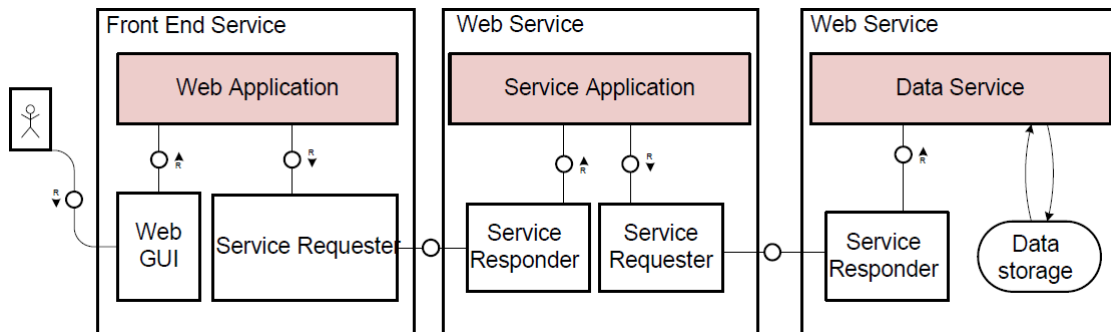 Front End Service
Web Application
R
R
R
Web
GUI
Service Requester
Web Service
Service Application
R
R
Service
Responder
Service
Requester
Web Service
Data Service
R
Service
Responder
Data
storage